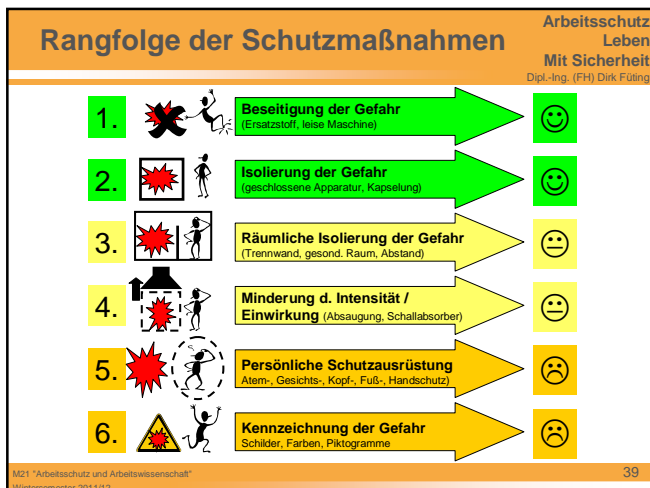 Rangfolge der Schutzmaßnahmen
Arbeitsschutz
Leben
Mit Sicherheit
Dipl.-Ing. (FH) Dirk Füting
1.
Beseitigung der Gefahr
(Ersatzstoff, leise Maschine)
2.
Isolierung der Gefahr
(geschlossene Apparatur, Kapselung)
3.
Räumliche Isolierung der Gefahr
(Trennwand, gesond. Raum, Abstand)
4.
Minderung d. Intensität /
Einwirkung (Absaugung, Schallabsorber)
5.
Persönliche Schutzausrüstung
Atem-, Gesichts-, Kopf-, Fuß-, Handschutz)
6.
Kennzeichnung der Gefahr
Schilder, Farben, Piktogramme
M21 "Arbeitsschutz und Arbeitswissenschaft"
39
Wintersemester 2011/12